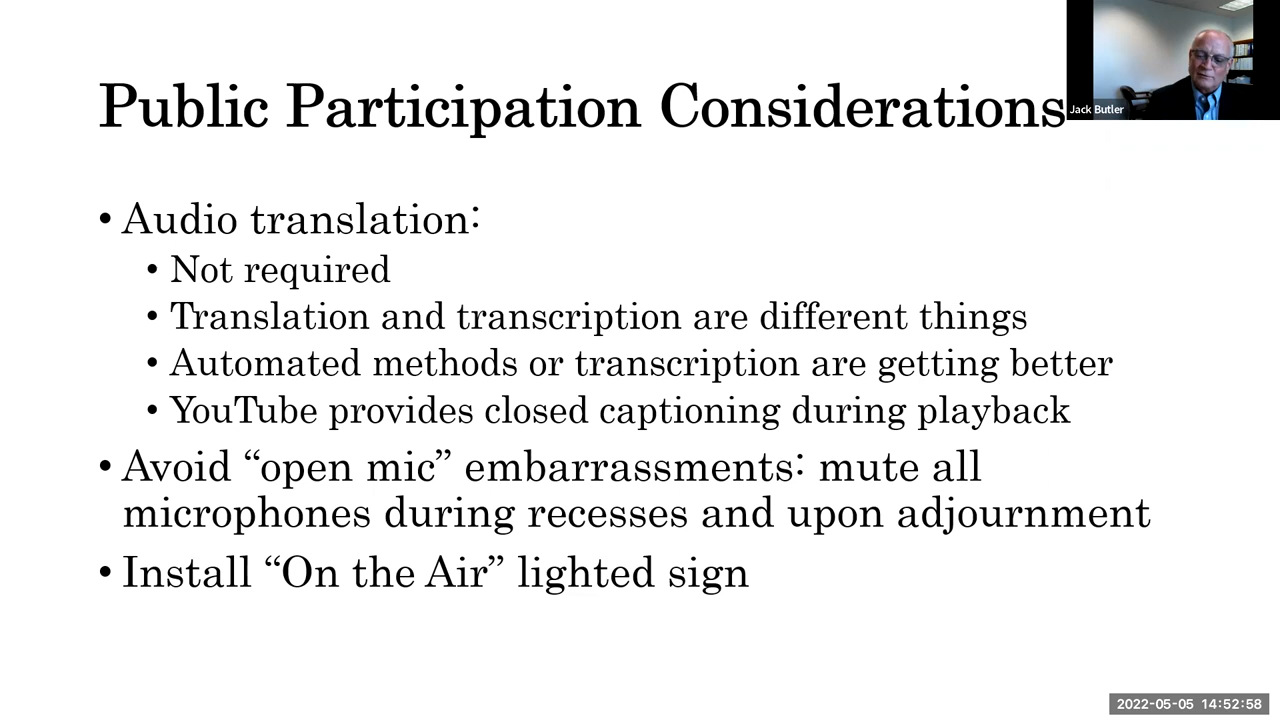 Public Participation Considerations
Jack Butler
• Audio translation:
• Not required
• Translation and transcription are different things
• Automated methods or transcription are getting better
• YouTube provides closed captioning during playback
• Avoid “open mic” embarrassments: mute all
microphones during recesses and upon adjournment
• Install “On the Air” lighted sign
2022-05-05 14:52:58